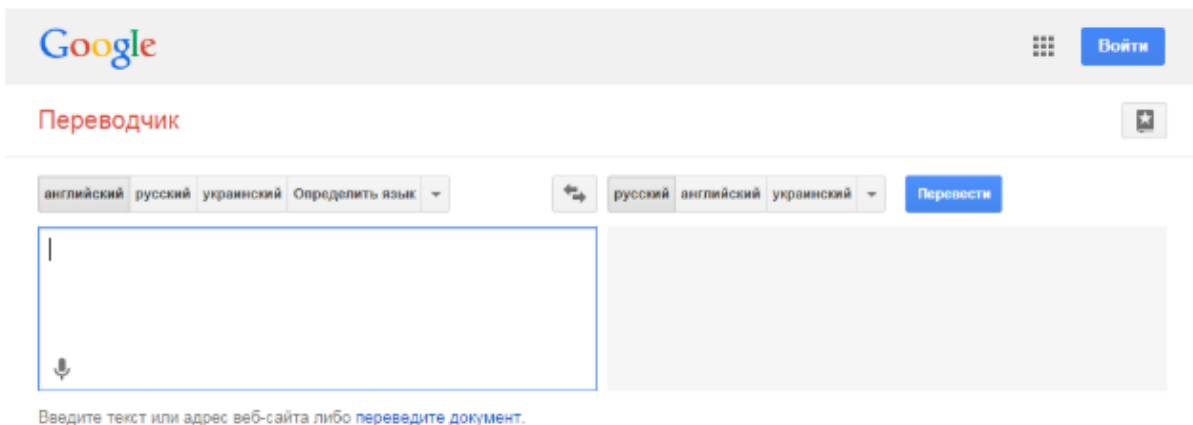 Google
Войти
Переводчик
английский русский украинский Определить язык
русский английский украинский Перевести
Введите текст или адрес веб-сайта либо переведите документ.